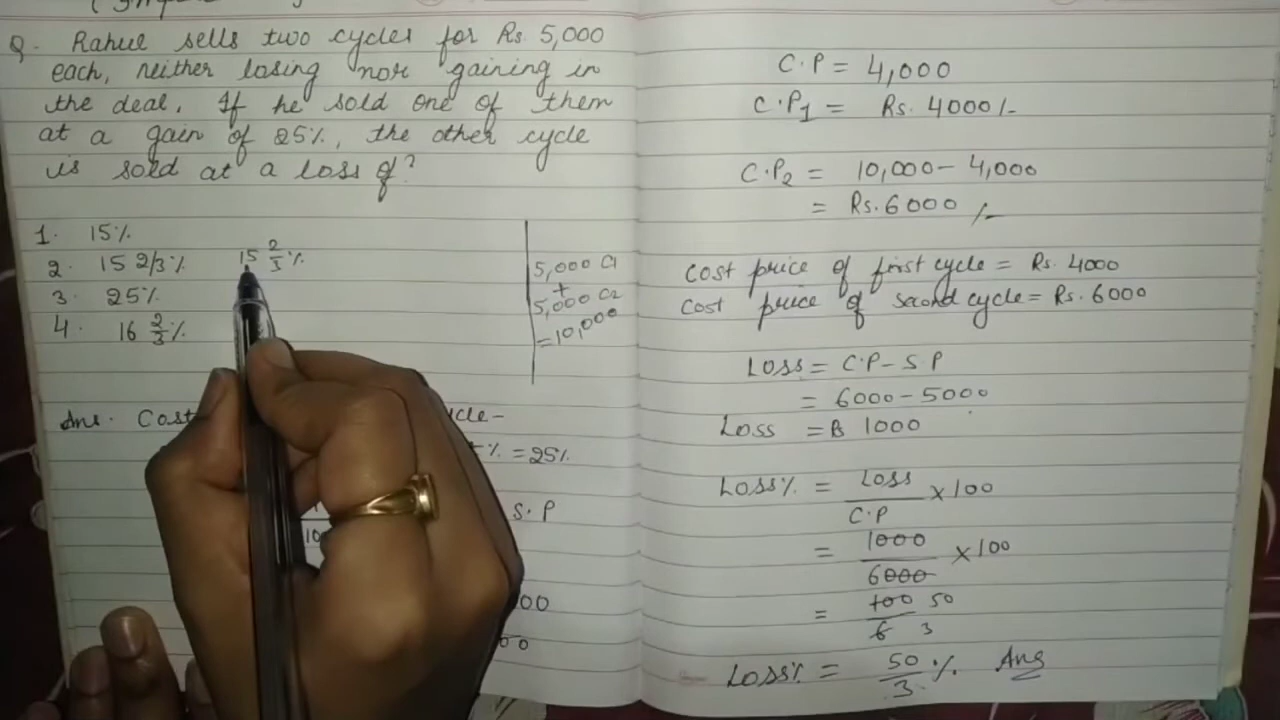 Q. Rahul sells two cycles for Rs. 5,000
each, neither losing nor gaining in
the deal. If he sold one of them
at a gain of 25%, the other cycle
is sold at a loss of?
1. 15%
2. 15 2/3% 15 2/3 %
3. 25%
4. 16 2/3 %
5,000 C1
+
5,000 C2
=10,000
Ans. Cost cle-
% = 25%
S.P
10
00
00
C.P = 4,000
C.P1 = Rs. 4000/-
C.P2 = 10,000 - 4,000
= Rs. 6000 /-
Cost price of first cycle = Rs. 4000
Cost price of second cycle = Rs. 6000
Loss = C.P - S.P
= 6000 - 5000
Loss = Rs 1000
Loss% = Loss/C.P x 100
= 1000/6000 x 100
= 100/6 50/3
Loss% = 50/3 % Ans